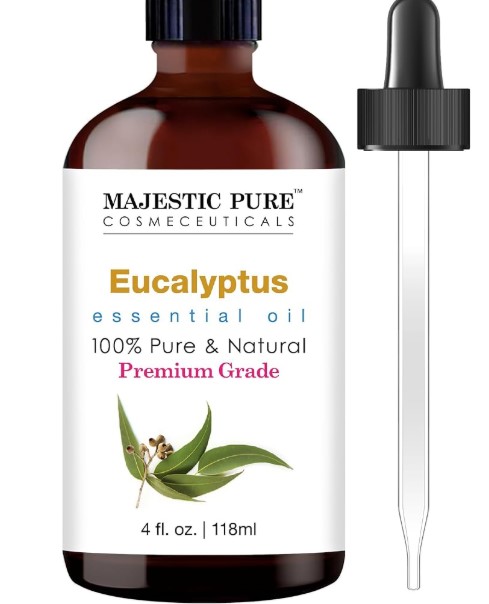 MAJESTIC PURE™
COSMECEUTICALS
Eucalyptus
essential oil
100% Pure & Natural
Premium Grade
4 fl. oz. | 118ml